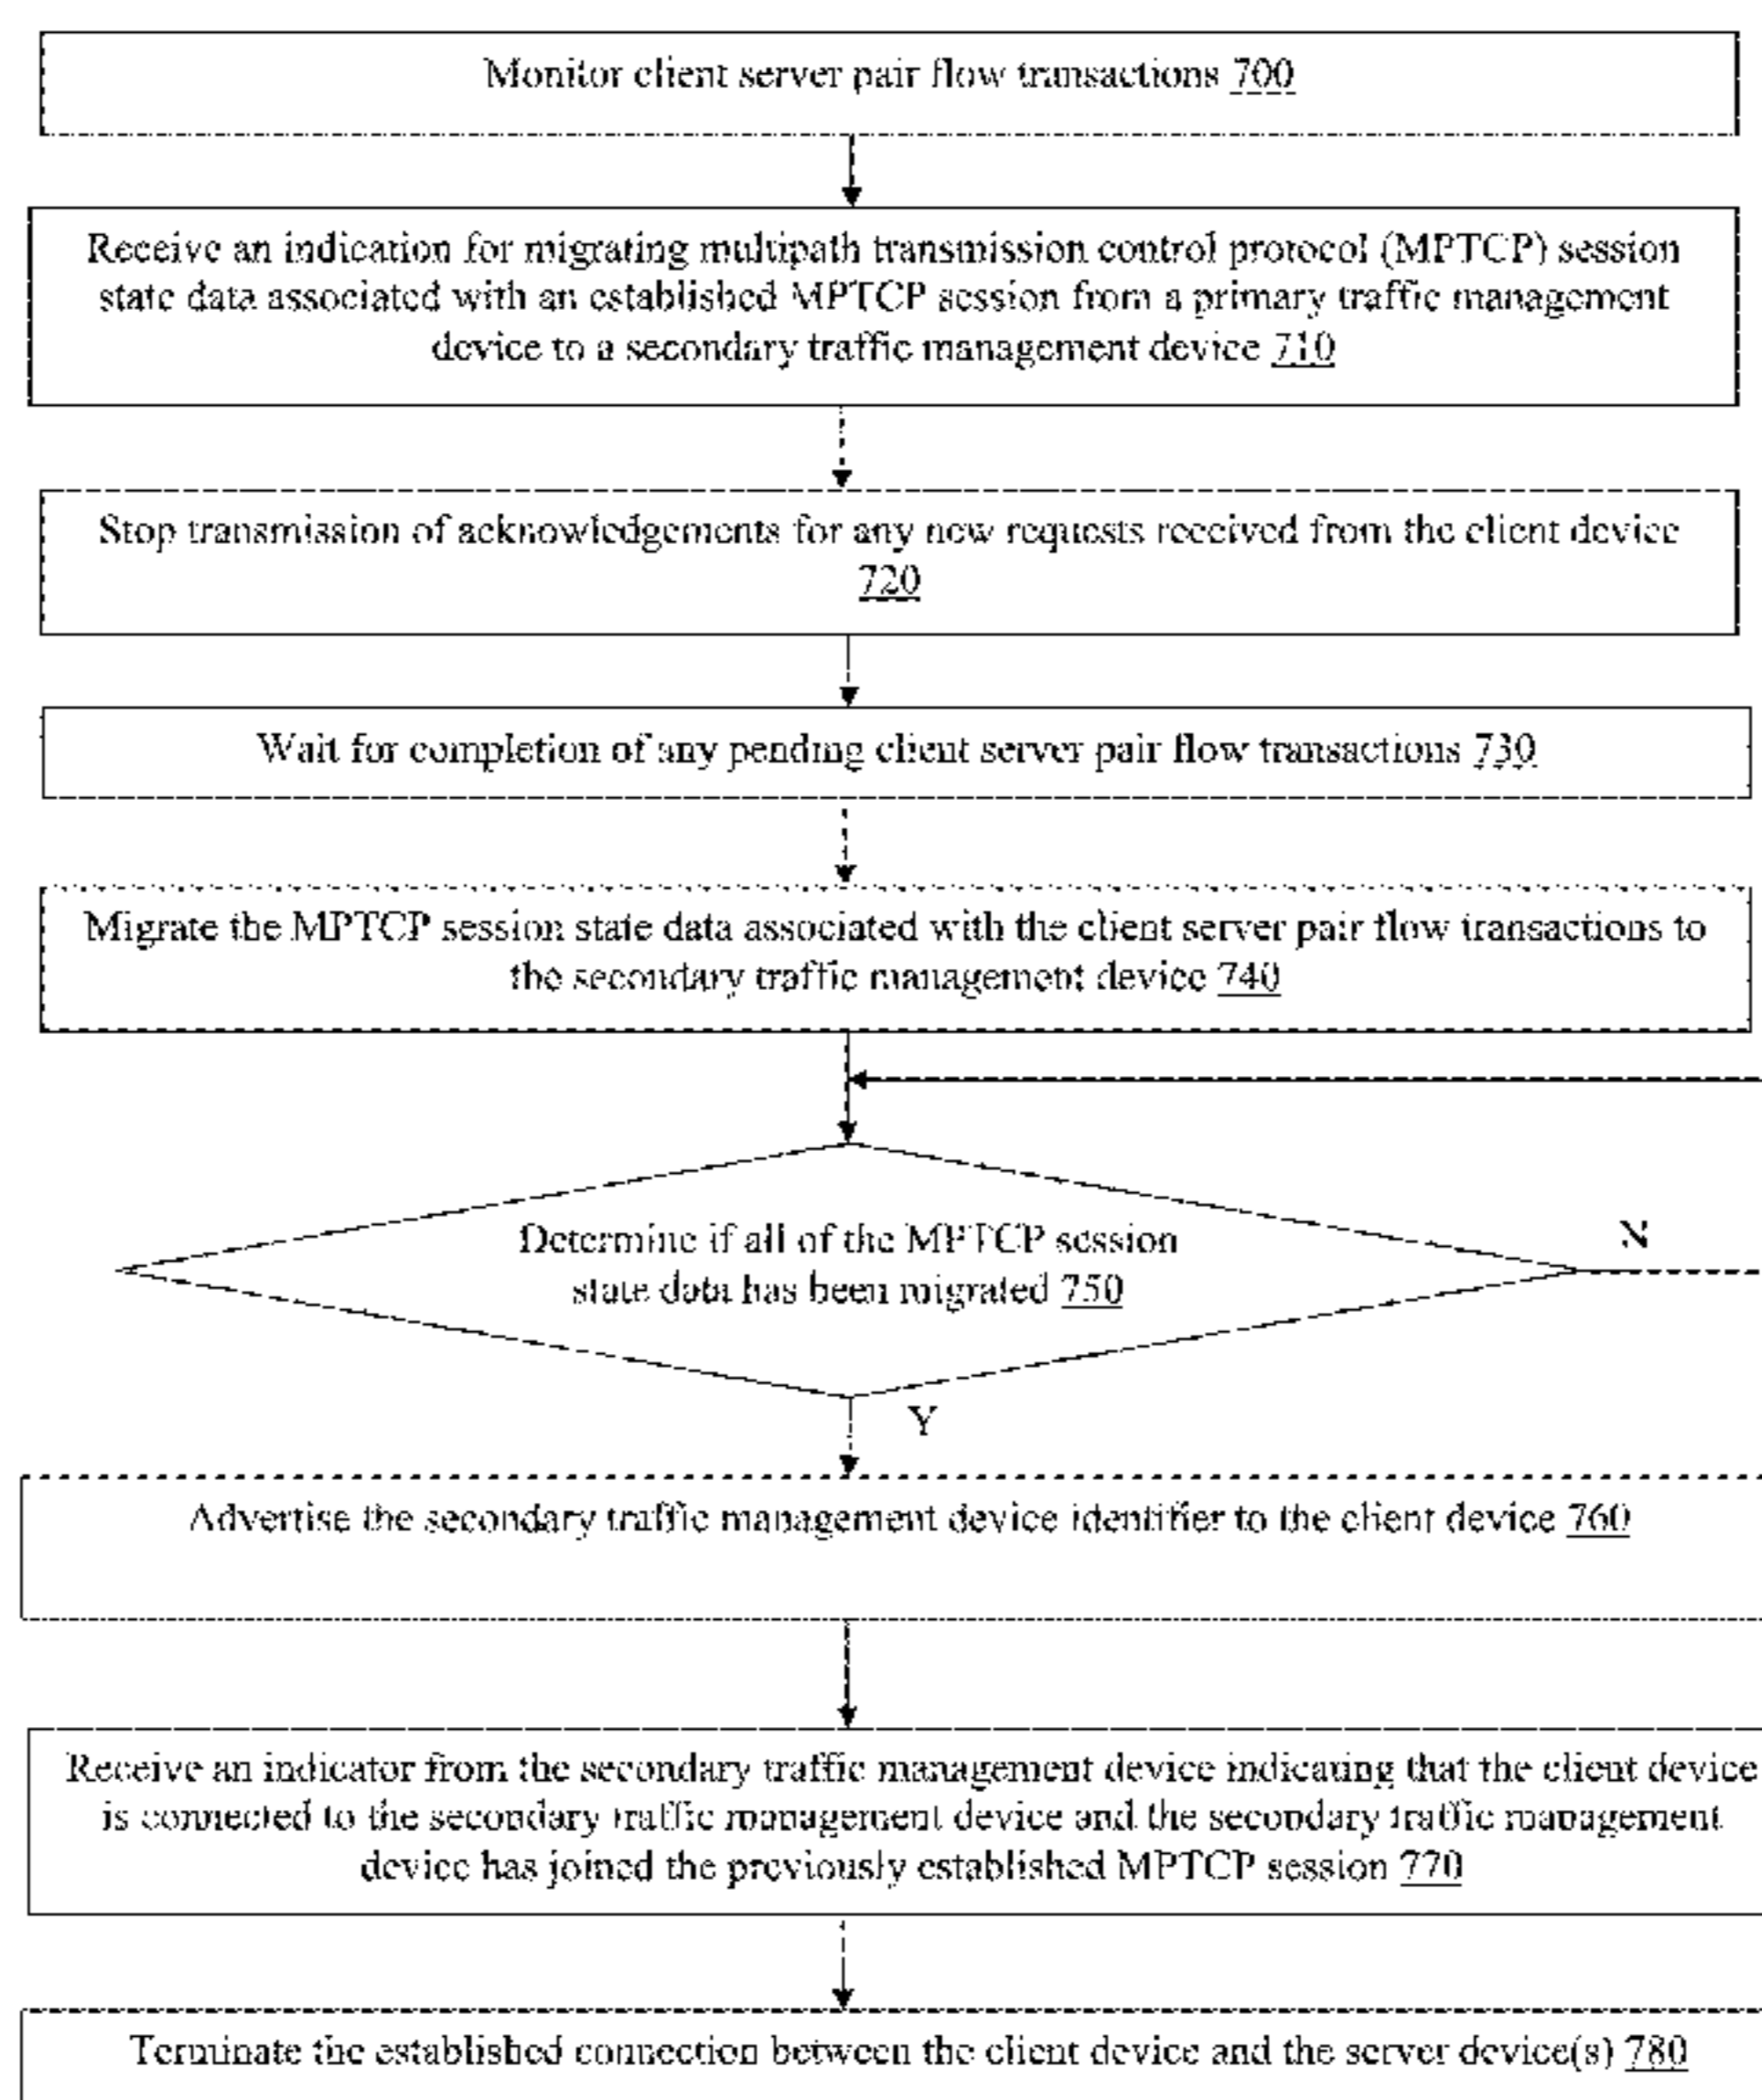 Monitor client server pair flow transactions 700
Receive an indication for migrating multipath transmission control protocol (MPTCP) session
state data associated with an established MPTCP session from a primary traffic management
device to a secondary traffic management device 710
Stop transmission of acknowledgements for any new requests received from the client device
720
Wait for completion of any pending client server pair flow transactions 730
Migrate the MPTCP session state data associated with the client server pair flow transactions to
the secondary traffic management device 740
Determine if all of the MPTCP session
state data has been migrated 750
N
Y
Advertise the secondary traffic management device identifier to the client device 760
Receive an indicator from the secondary traffic management device indicating that the client device
is connected to the secondary traffic management device and the secondary traffic management
device has joined the previously established MPTCP session 770
Terminate the established connection between the client device and the server device(s) 780